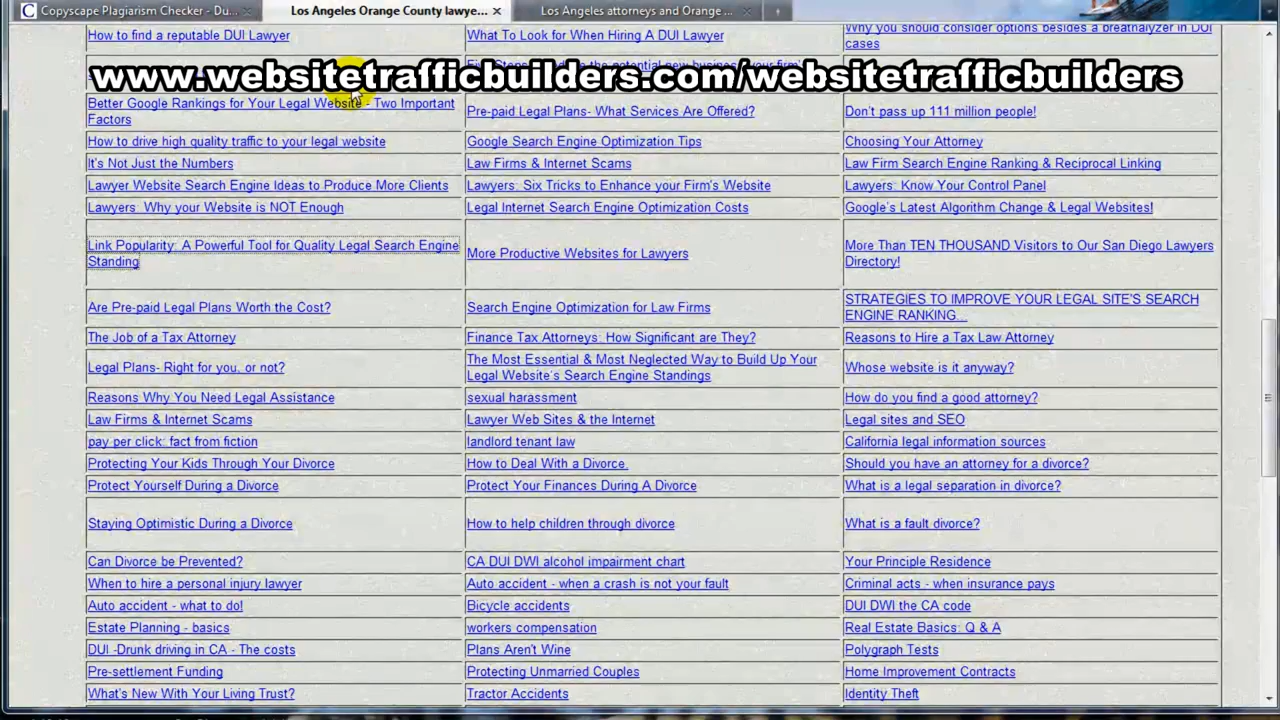 Copyscape Plagiarism Checker - Du...
Los Angeles Orange County lawye...
Los Angeles attorneys and Orange ...
How to find a reputable DUI Lawyer
What To Look for When Hiring A DUI Lawyer
Why you should consider options besides a breathalyzer in DUI
cases
www.websitetrafficbuilders.com/websitetrafficbuilders
Better Google Rankings for Your Legal Website - Two Important
Factors
Pre-paid Legal Plans- What Services Are Offered?
Don't pass up 111 million people!
How to drive high quality traffic to your legal website
Google Search Engine Optimization Tips
Choosing Your Attorney
It's Not Just the Numbers
Law Firms & Internet Scams
Law Firm Search Engine Ranking & Reciprocal Linking
Lawyer Website Search Engine Ideas to Produce More Clients
Lawyers: Six Tricks to Enhance your Firm's Website
Lawyers: Know Your Control Panel
Lawyers: Why your Website is NOT Enough
Legal Internet Search Engine Optimization Costs
Google's Latest Algorithm Change & Legal Websites!
Link Popularity: A Powerful Tool for Quality Legal Search Engine
Standing
More Productive Websites for Lawyers
More Than TEN THOUSAND Visitors to Our San Diego Lawyers
Directory!
Are Pre-paid Legal Plans Worth the Cost?
Search Engine Optimization for Law Firms
STRATEGIES TO IMPROVE YOUR LEGAL SITE'S SEARCH
ENGINE RANKING...
The Job of a Tax Attorney
Finance Tax Attorneys: How Significant are They?
Reasons to Hire a Tax Law Attorney
Legal Plans- Right for you, or not?
The Most Essential & Most Neglected Way to Build Up Your
Legal Website's Search Engine Standings
Whose website is it anyway?
Reasons Why You Need Legal Assistance
sexual harassment
How do you find a good attorney?
Law Firms & Internet Scams
Lawyer Web Sites & the Internet
Legal sites and SEO
pay per click: fact from fiction
landlord tenant law
California legal information sources
Protecting Your Kids Through Your Divorce
How to Deal With a Divorce.
Should you have an attorney for a divorce?
Protect Yourself During a Divorce
Protect Your Finances During A Divorce
What is a legal separation in divorce?
Staying Optimistic During a Divorce
How to help children through divorce
What is a fault divorce?
Can Divorce be Prevented?
CA DUI DWI alcohol impairment chart
Your Principle Residence
When to hire a personal injury lawyer
Auto accident - when a crash is not your fault
Criminal acts - when insurance pays
Auto accident - what to do!
Bicycle accidents
DUI DWI the CA code
Estate Planning - basics
workers compensation
Real Estate Basics: Q & A
DUI -Drunk driving in CA - The costs
Plans Aren't Wine
Polygraph Tests
Pre-settlement Funding
Protecting Unmarried Couples
Home Improvement Contracts
What's New With Your Living Trust?
Tractor Accidents
Identity Theft